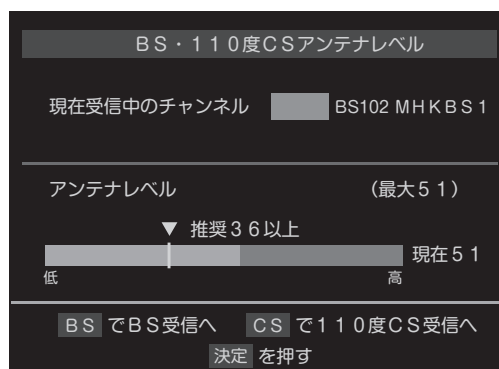 BS・110度CSアンテナレベル
現在受信中のチャンネル BS102 MHKBS1
アンテナレベル (最大51)
▼ 推奨36以上
現在51
低 高
BS でBS受信へ CS で110度CS受信へ
決定 を押す